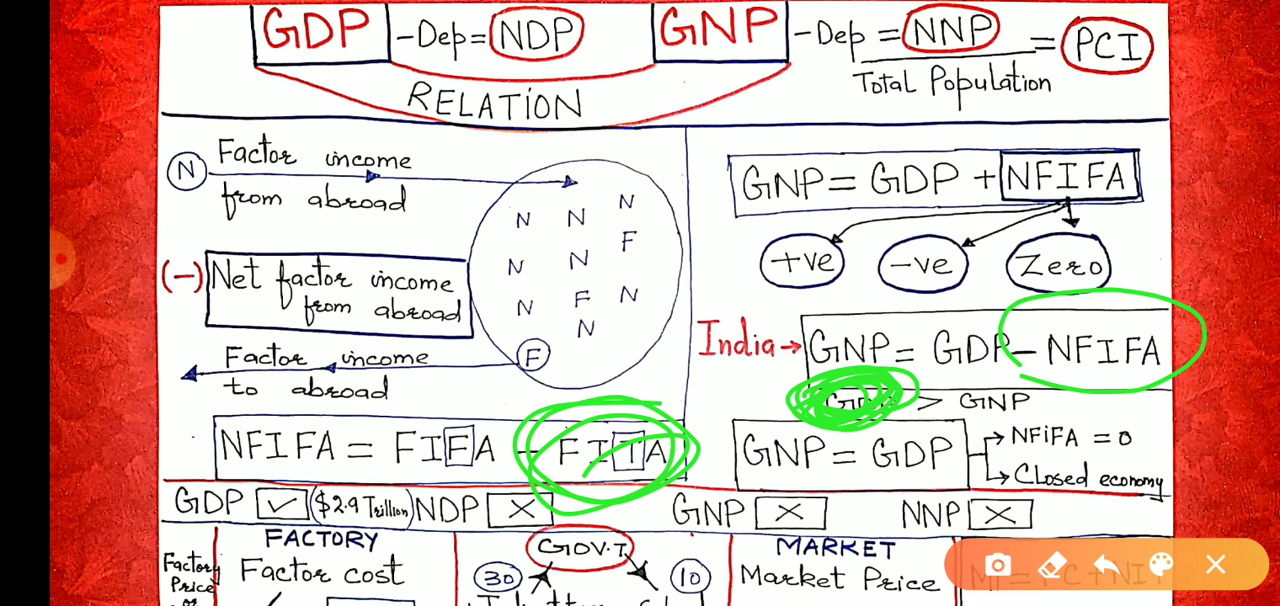 GDP -Dep = NDP GNP -Dep = NNP = PCI
Total Population
RELATION
N Factor income
from abroad
(-) Net factor income
from abroad
Factor income
to abroad
N N N
F
N N
N F N
N
F
NFIFA = FIFA - FITA
GNP = GDP + NFIFA
+ve -ve Zero
India → GNP = GDP - NFIFA
> GNP
GNP = GDP → NFiFA = 0
→ Closed economy
GDP ✓ ($2.9 Trillion) NDP X GNP X NNP X
Factory
Price
FACTORY
Factor cost
GOV.T.
30 10
MARKET
Market Price